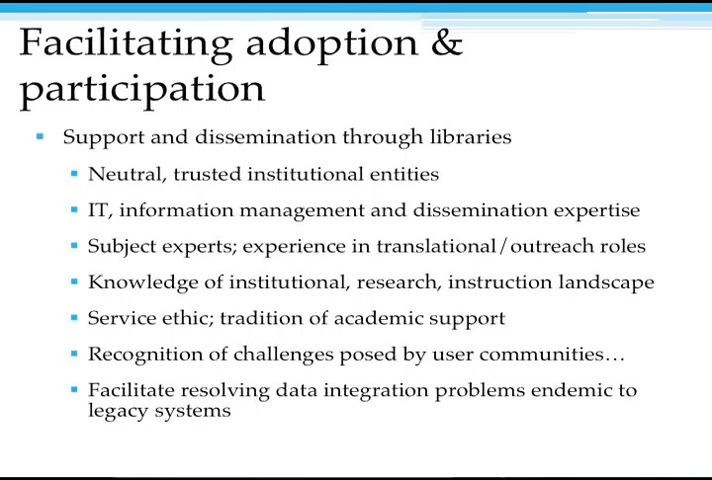 Facilitating adoption &
participation
Support and dissemination through libraries
Neutral, trusted institutional entities
IT, information management and dissemination expertise
Subject experts; experience in translational/outreach roles
Knowledge of institutional, research, instruction landscape
Service ethic; tradition of academic support
Recognition of challenges posed by user communities…
Facilitate resolving data integration problems endemic to
legacy systems